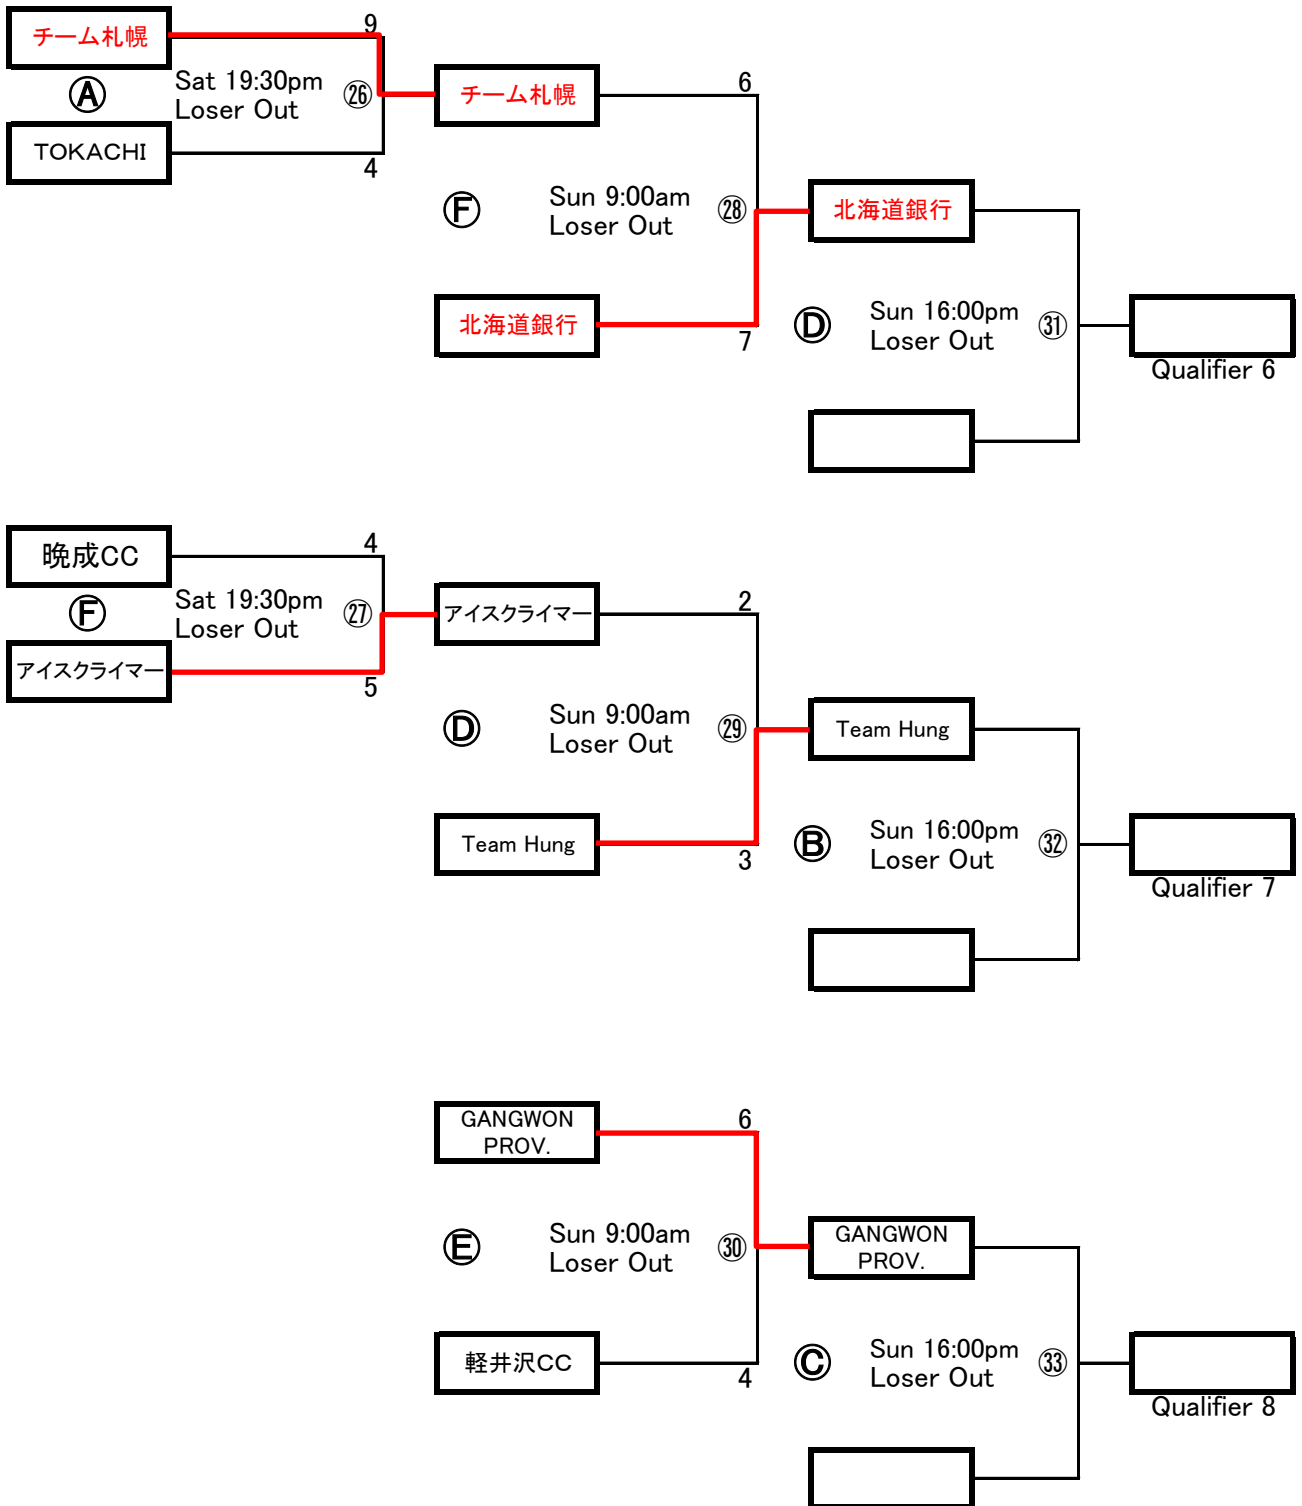 チーム札幌
9
Ⓐ
Sat 19:30pm
Loser Out
㉖
TOKACHI
4
チーム札幌
6
Ⓕ
Sun 9:00am
Loser Out
㉘
北海道銀行
7
北海道銀行
Ⓓ
Sun 16:00pm
Loser Out
㉛
Qualifier 6
晩成CC
4
Ⓕ
Sat 19:30pm
Loser Out
㉗
アイスクライマー
5
アイスクライマー
2
Ⓓ
Sun 9:00am
Loser Out
㉙
Team Hung
3
Team Hung
Ⓑ
Sun 16:00pm
Loser Out
㉜
Qualifier 7
GANGWON
PROV.
6
Ⓔ
Sun 9:00am
Loser Out
㉚
軽井沢CC
4
GANGWON
PROV.
Ⓒ
Sun 16:00pm
Loser Out
㉝
Qualifier 8